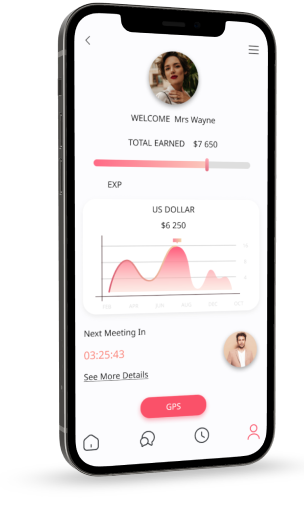 WELCOME Mrs Wayne
TOTAL EARNED $7 650
EXP
US DOLLAR
$6 250
Next Meeting In
03:25:43
See More Details
GPS